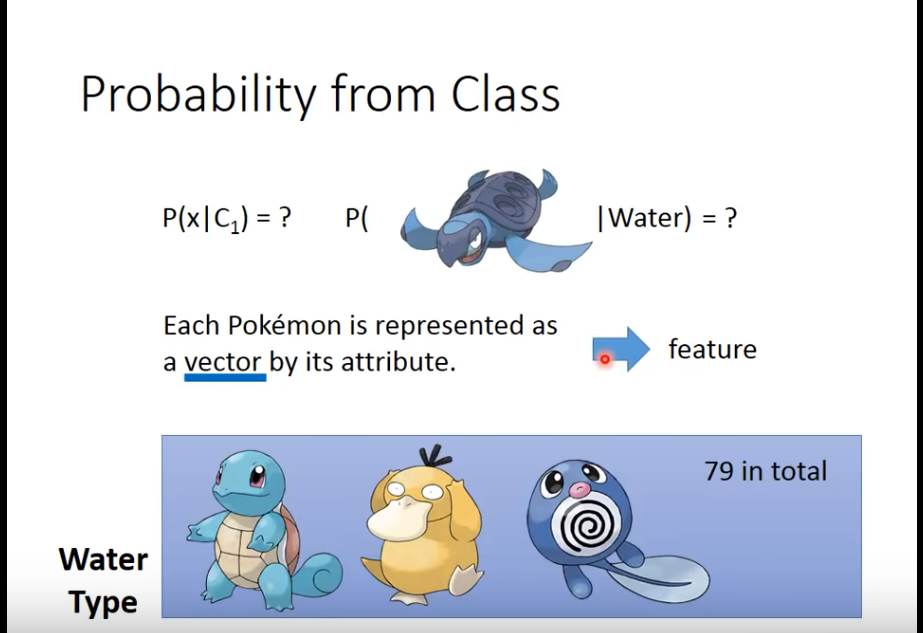 Probability from Class
P(x|C₁) = ? P( |Water) = ?
Each Pokémon is represented as
a vector by its attribute.
feature
79 in total
Water
Type